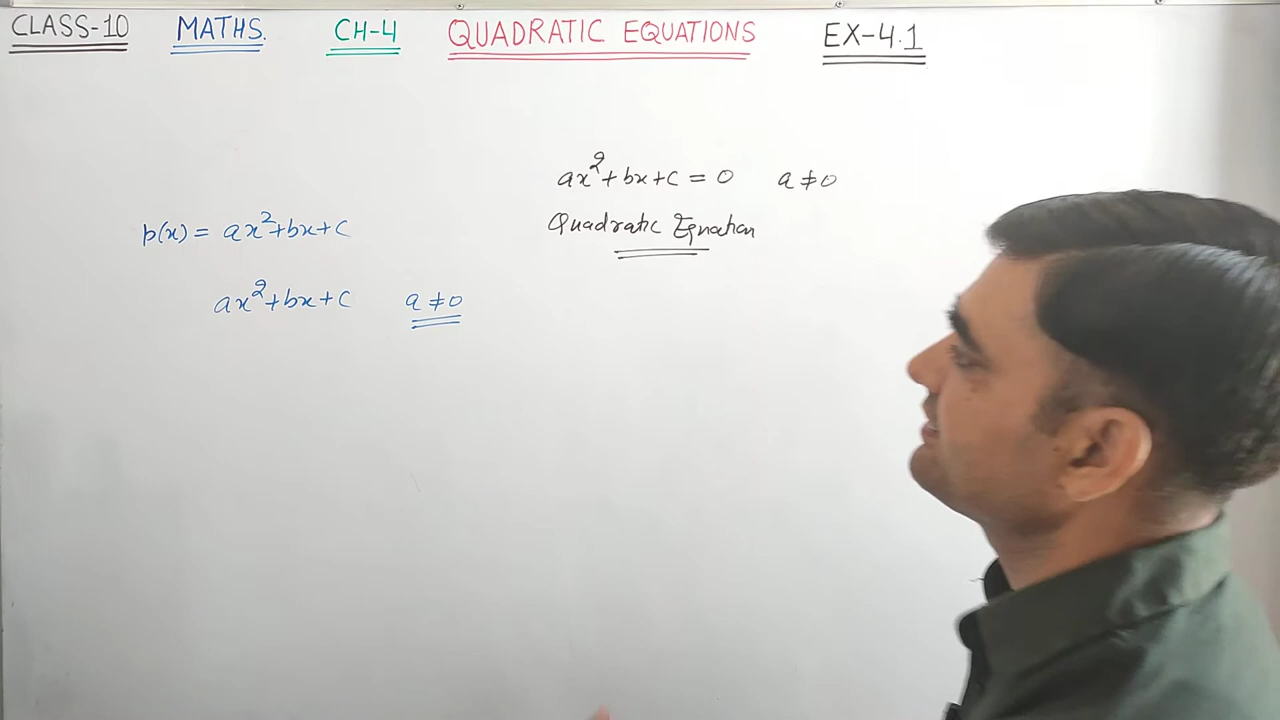 CLASS-10 MATHS. CH-4 QUADRATIC EQUATIONS EX-4.1
p(x) = ax²+bx+c
ax²+bx+c a≠0
ax²+bx+c = 0 a≠0
Quadratic Equation